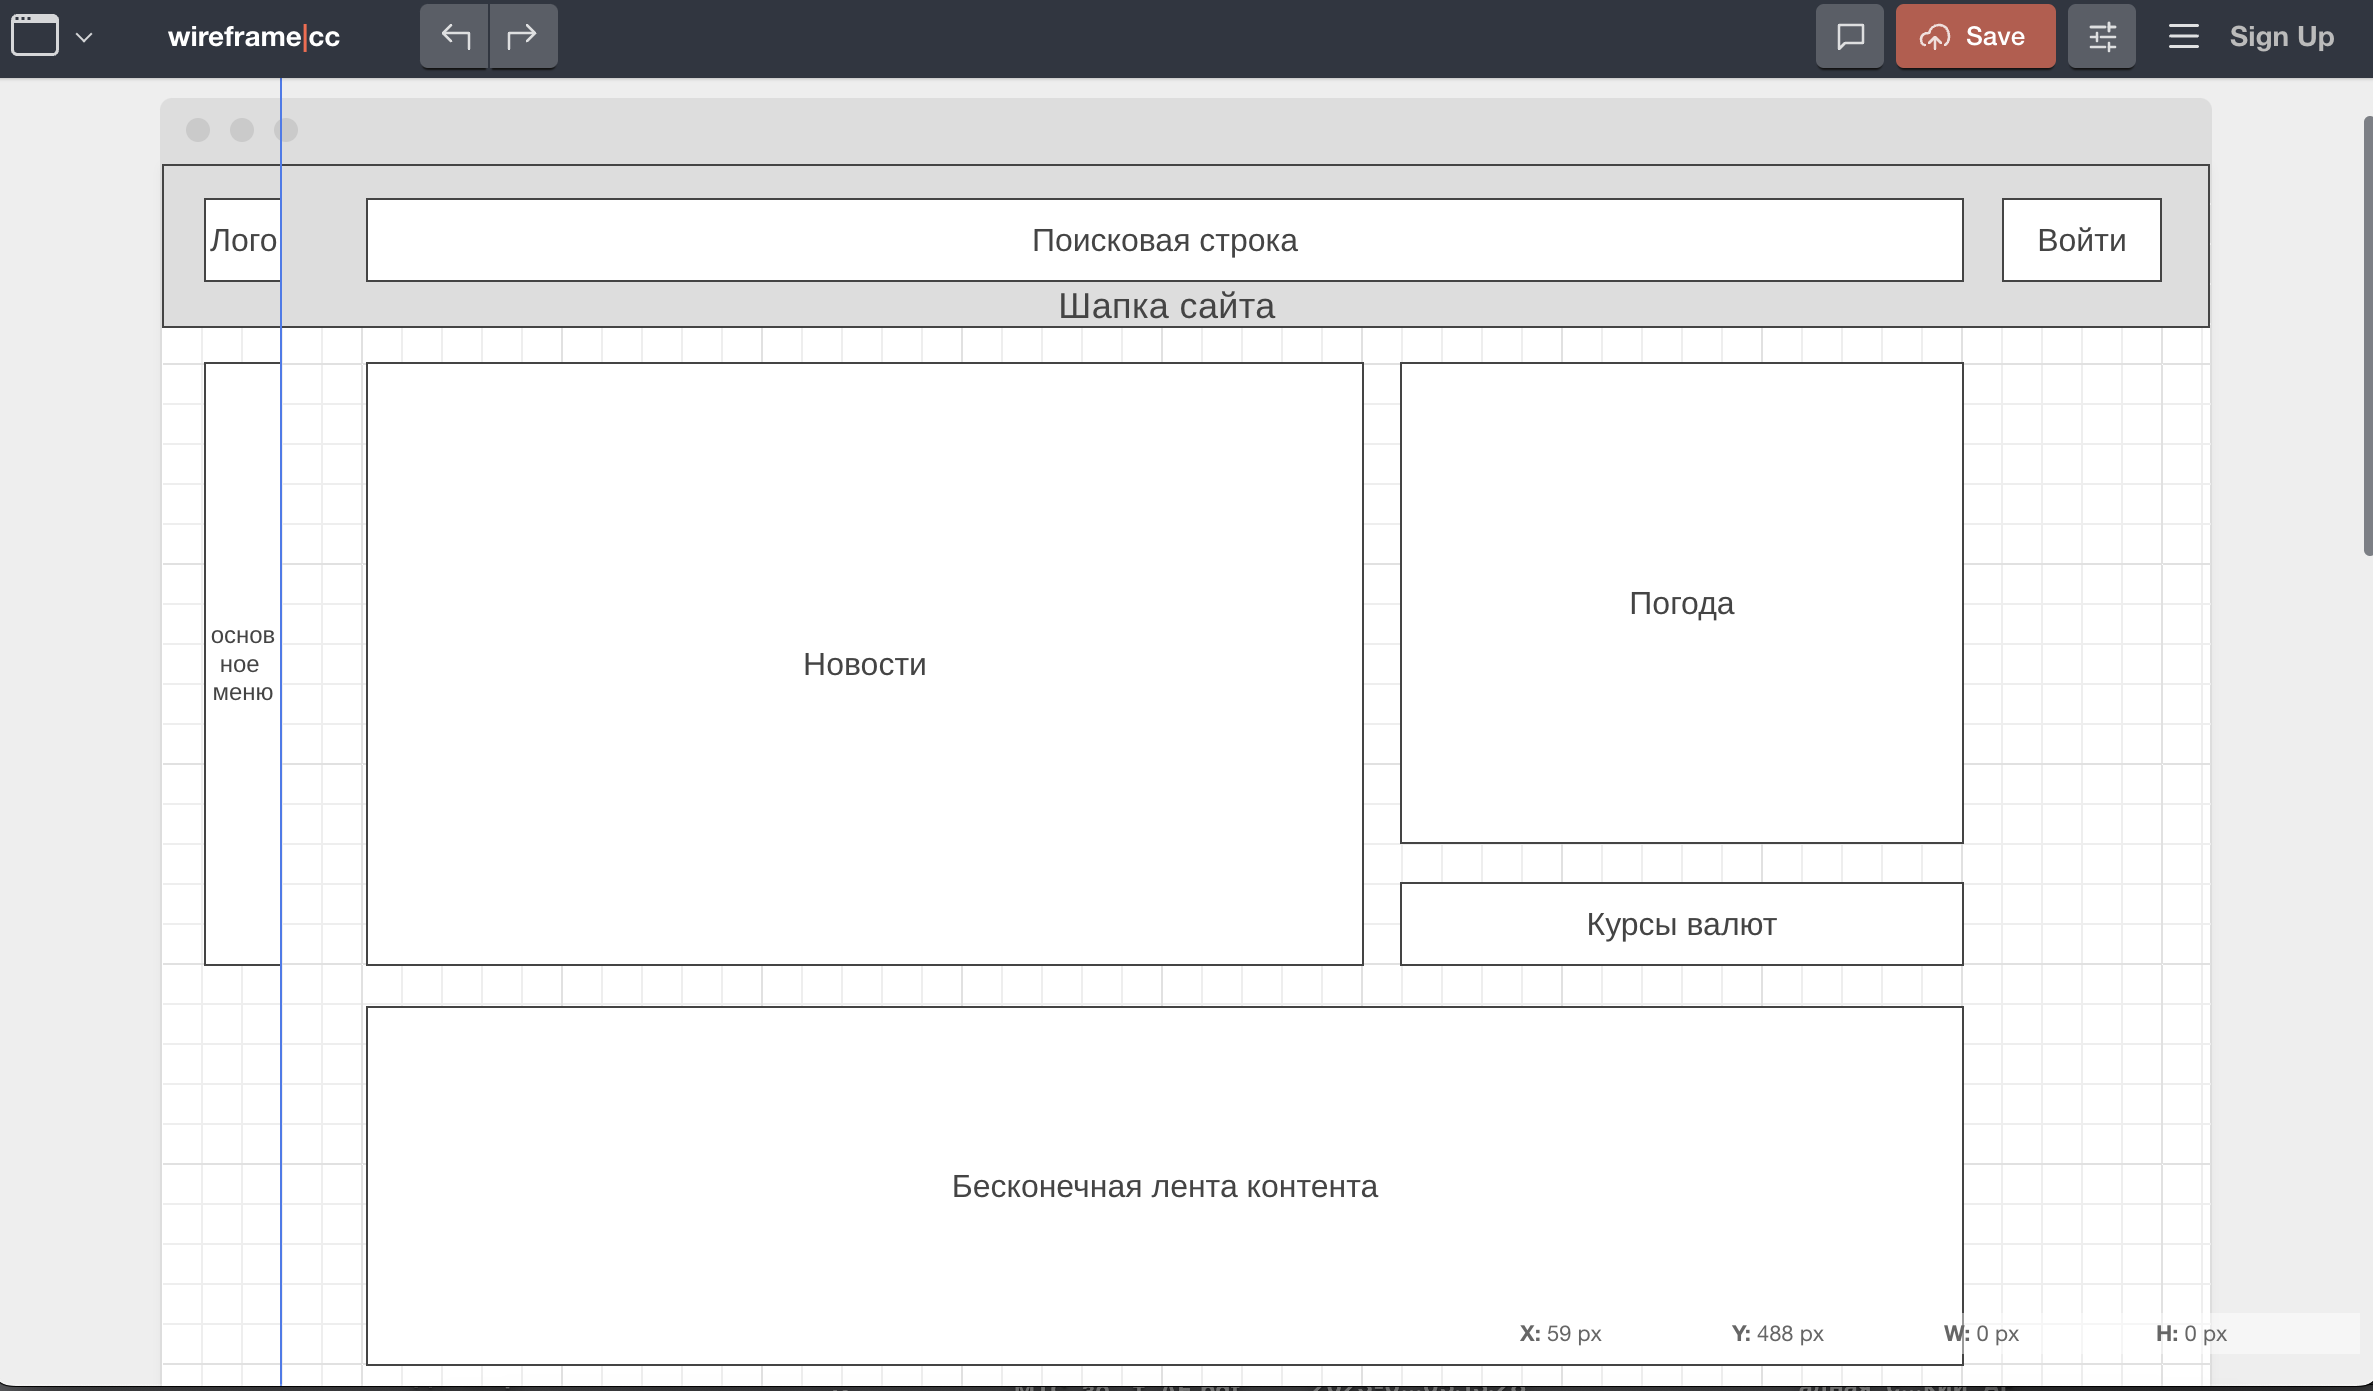 wireframe|cc
Save
Sign Up
Лого
Поисковая строка
Войти
Шапка сайта
основ
ное
меню
Новости
Погода
Курсы валют
Бесконечная лента контента
X: 59 px Y: 488 px W: 0 px H: 0 px